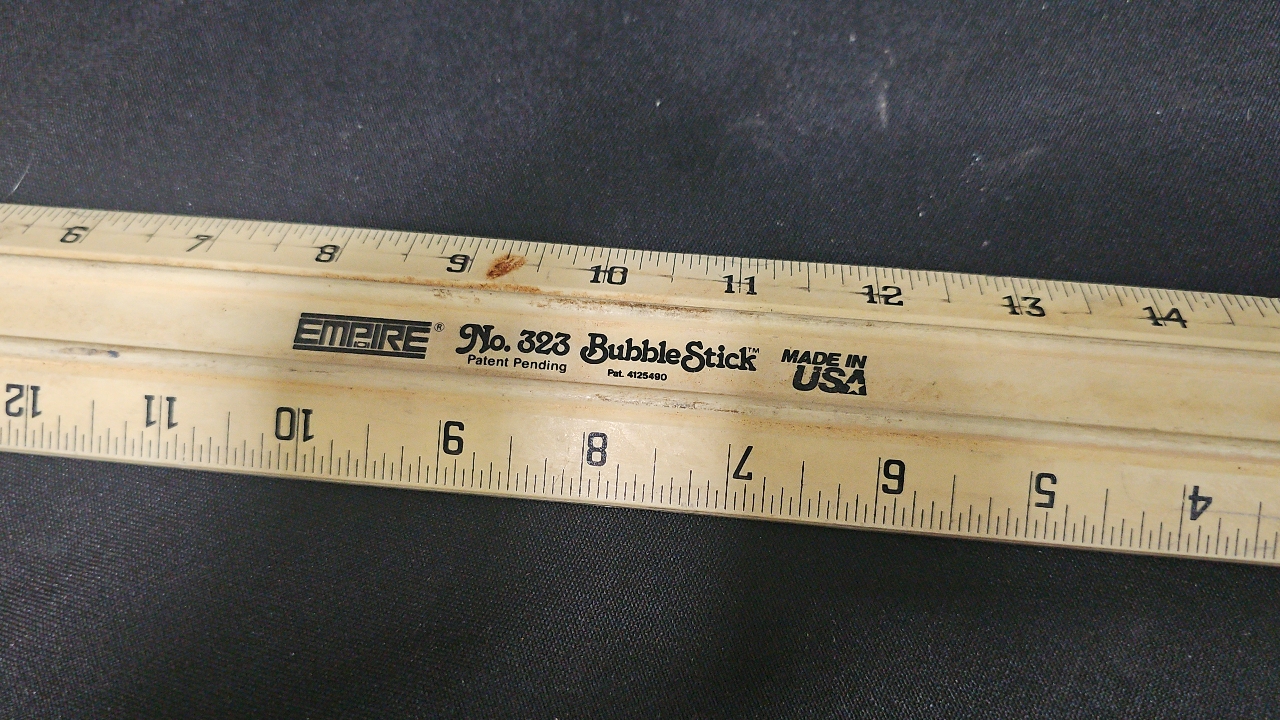 6 7 8 9 10 11 12 13 14
EMPIRE® No. 323 BubbleStick™ MADE IN
Patent Pending Pat. 4125490 USA
12 11 10 9 8 7 6 5 4